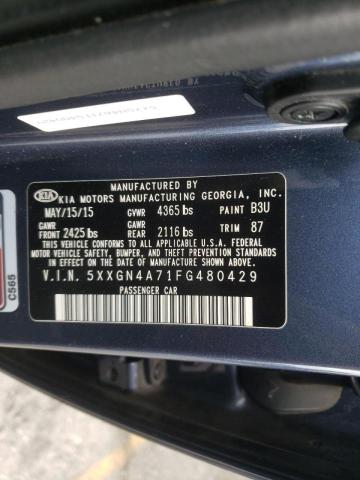 MANUFACTURED BY
KIA KIA MOTORS MANUFACTURING GEORGIA, INC.
MAY/15/15 GVWR 4365 lbs PAINT B3U
GAWR FRONT 2425 lbs GAWR REAR 2116 lbs TRIM 87
THIS VEHICLE CONFORMS TO ALL APPLICABLE U.S.A. FEDERAL
MOTOR VEHICLE SAFETY, BUMPER, AND THEFT PREVENTION
STANDARDS IN EFFECT ON THE DATE OF MANUFACTURE SHOWN ABOVE.
V.I.N. 5XXGN4A71FG480429
PASSENGER CAR
C565